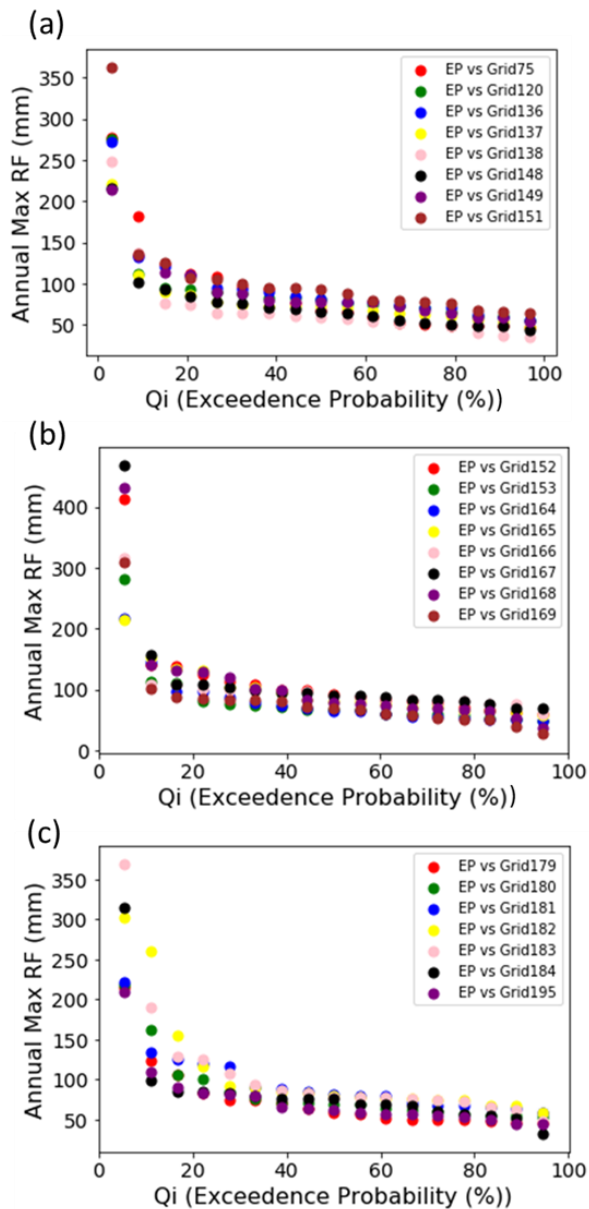 (a)
Annual Max RF (mm)
350
300
250
200
150
100
50
EP vs Grid75
EP vs Grid120
EP vs Grid136
EP vs Grid137
EP vs Grid138
EP vs Grid148
EP vs Grid149
EP vs Grid151
0 20 40 60 80 100
Qi (Exceedence Probability (%))
(b)
Annual Max RF (mm)
400
300
200
100
0
EP vs Grid152
EP vs Grid153
EP vs Grid164
EP vs Grid165
EP vs Grid166
EP vs Grid167
EP vs Grid168
EP vs Grid169
0 20 40 60 80 100
Qi (Exceedence Probability (%))
(c)
Annual Max RF (mm)
350
300
250
200
150
100
50
EP vs Grid179
EP vs Grid180
EP vs Grid181
EP vs Grid182
EP vs Grid183
EP vs Grid184
EP vs Grid195
0 20 40 60 80 100
Qi (Exceedence Probability (%))